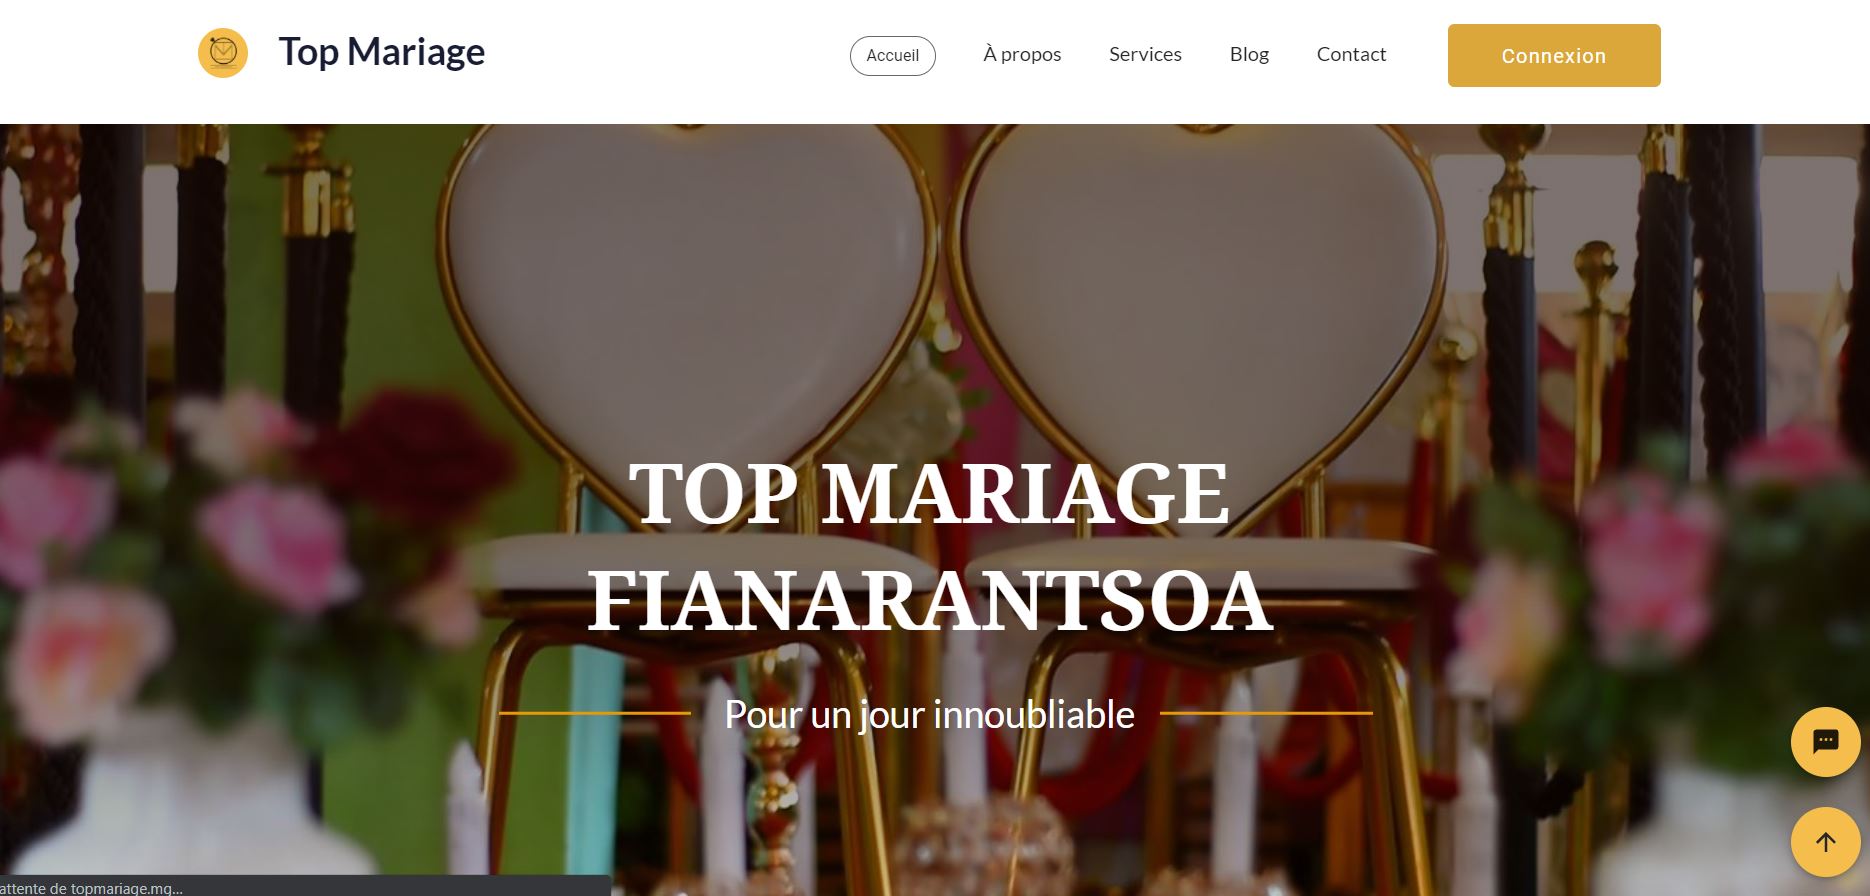 Top Mariage
Accueil À propos Services Blog Contact Connexion
TOP MARIAGE
FIANARANTSOA
Pour un jour innoubliable
attente de topmariage.mg...